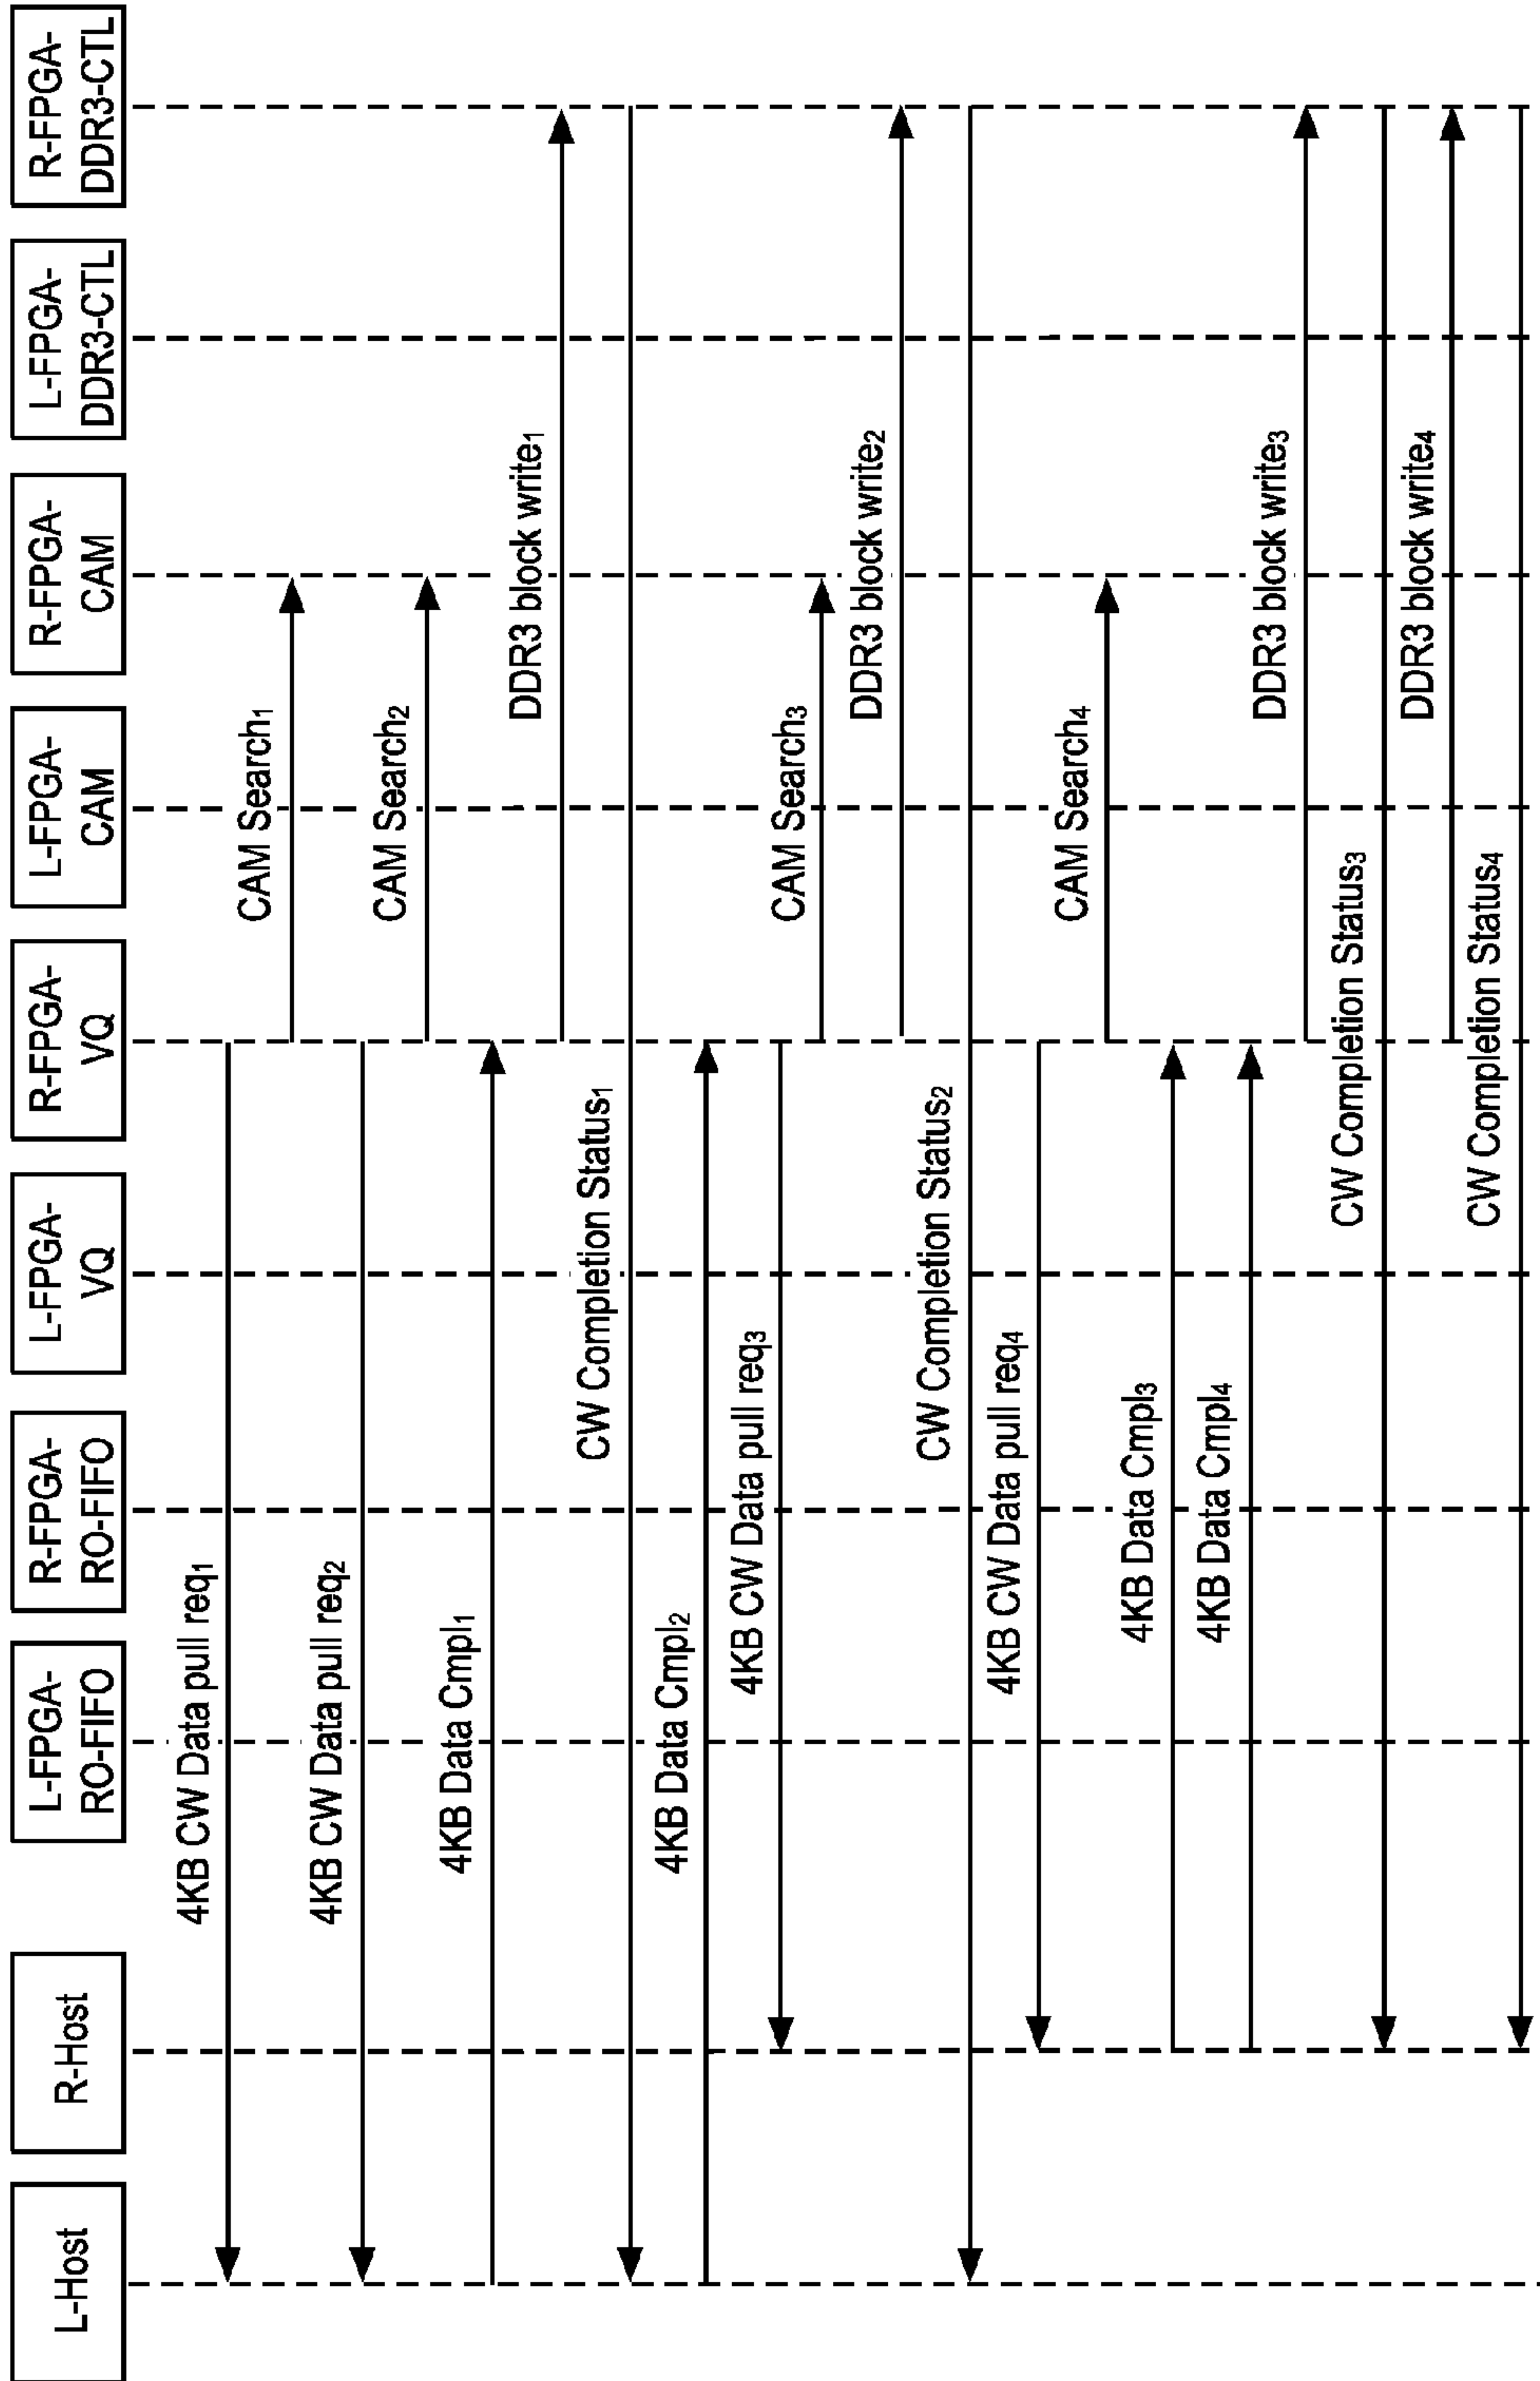 L-Host
R-Host
L-FPGA-
RO-FIFO
R-FPGA-
RO-FIFO
L-FPGA-
VQ
R-FPGA-
VQ
L-FPGA-
CAM
R-FPGA-
CAM
L-FPGA-
DDR3-CTL
R-FPGA-
DDR3-CTL
4KB CW Data pull req₁
CAM Search₁
4KB CW Data pull req₂
CAM Search₂
4KB Data Cmpl₁
DDR3 block write₁
CW Completion Status₁
4KB Data Cmpl₂
4KB CW Data pull req₃
CAM Search₃
DDR3 block write₂
CW Completion Status₂
4KB CW Data pull req₄
CAM Search₄
4KB Data Cmpl₃
4KB Data Cmpl₄
DDR3 block write₃
CW Completion Status₃
DDR3 block write₄
CW Completion Status₄